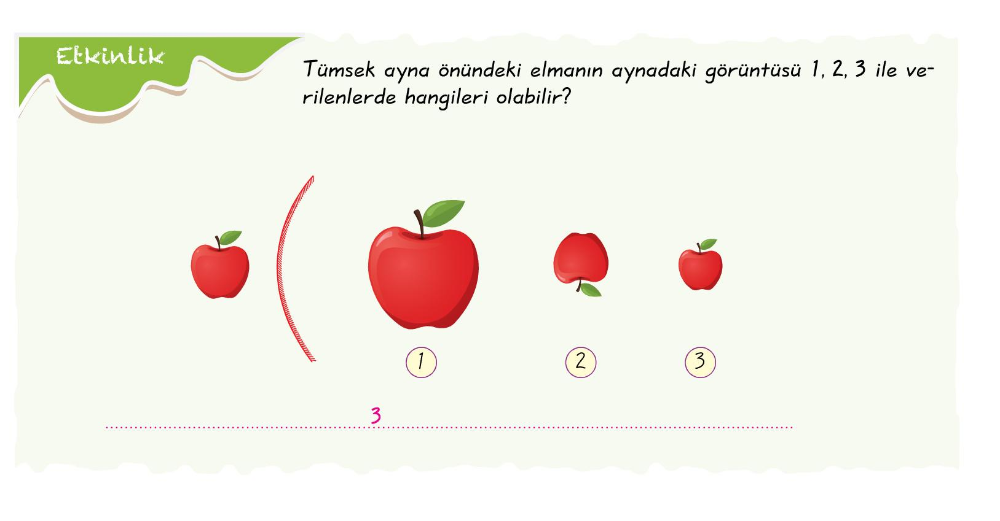 Etkinlik
Tümsek ayna önündeki elmanın aynadaki görüntüsü 1, 2, 3 ile ve-
rilenlerde hangileri olabilir?
1
2
3
3